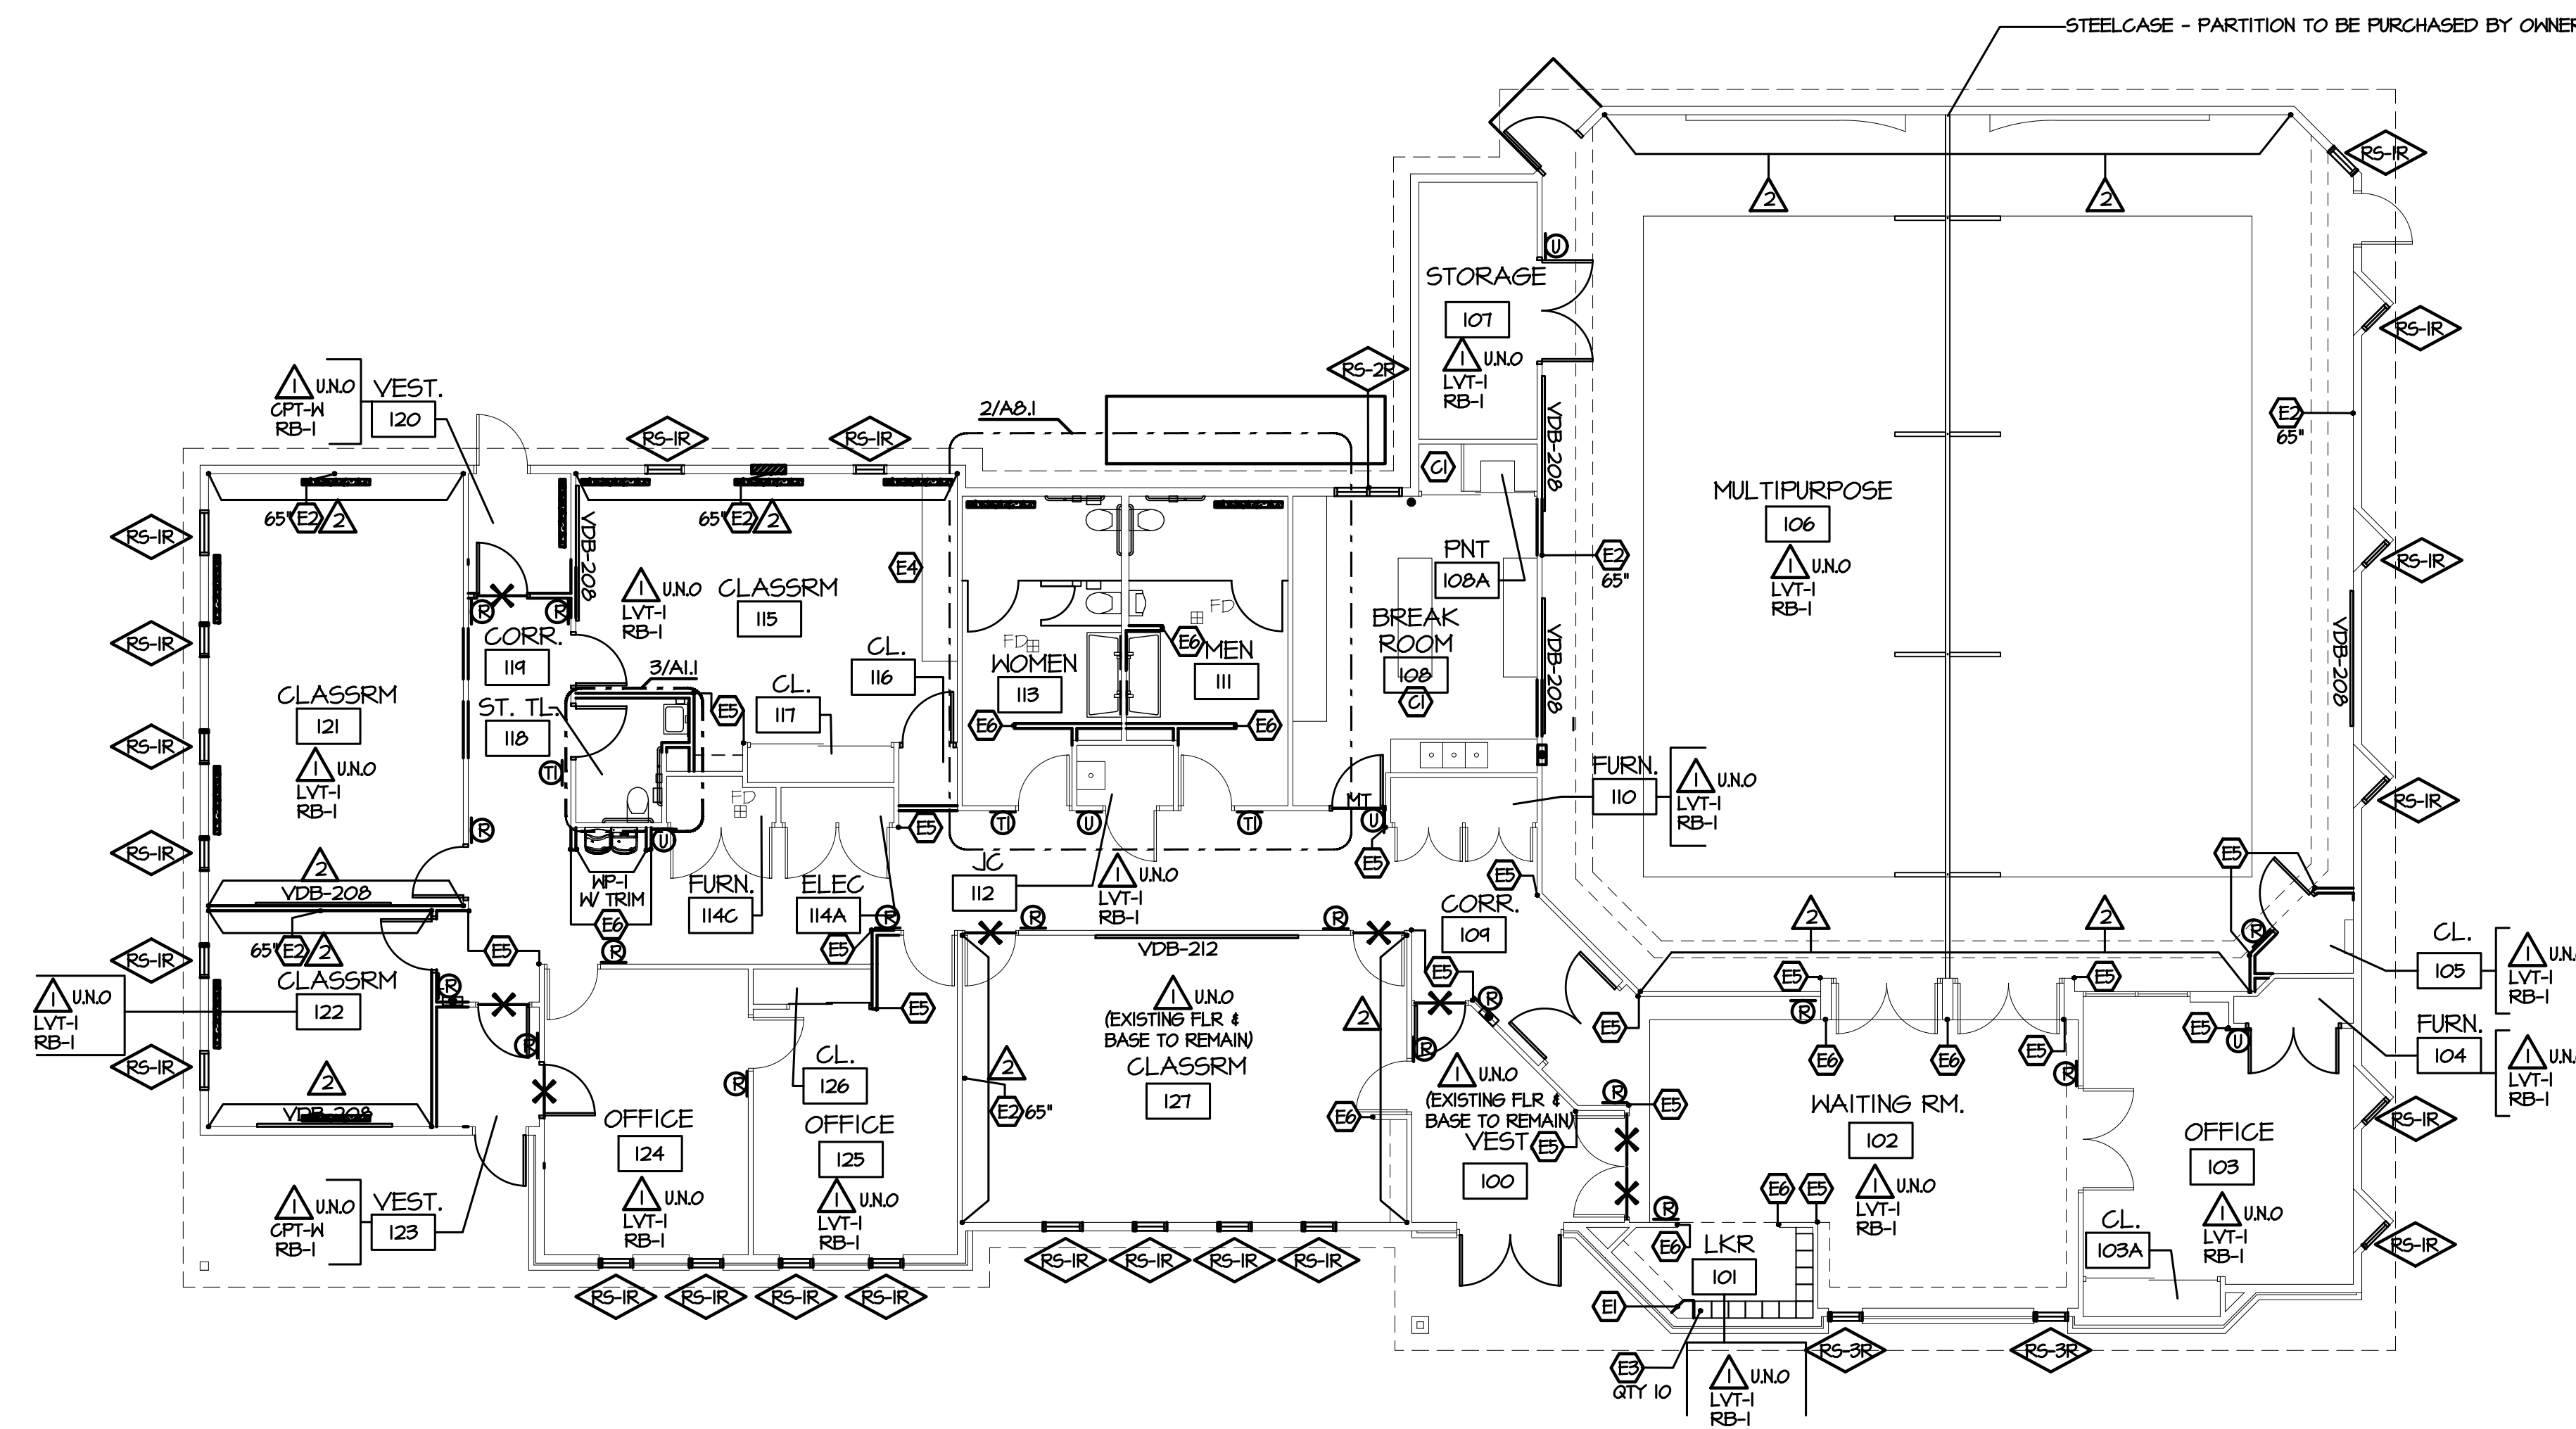 STEELCASE - PARTITION TO BE PURCHASED BY OWNER
RS-1R
2
2
U
STORAGE
107
1 U.N.O
LVT-1
RB-1
RS-1R
RS-2R
1 U.N.O
CPT-W
RB-1
VEST.
120
2/A8.1
VDB-208
E2
65"
RS-1R
RS-1R
C1
MULTIPURPOSE
106
1 U.N.O
LVT-1
RB-1
RS-1R
65" E2 2
65" E2 2
VDB-208
RS-1R
E4
PNT
108A
E2
65"
1 U.N.O
LVT-1
RB-1
CLASSRM
115
R
R
FD
FD
BREAK
ROOM
108
C1
VDB-208
VDB-208
RS-1R
CORR.
119
E6
MEN
111
WOMEN
113
CL.
116
3/A1.1
CLASSRM
121
1 U.N.O
LVT-1
RB-1
ST. TL.
118
E5
CL.
117
E6
E6
RS-1R
T1
FURN.
110
1 U.N.O
LVT-1
RB-1
RS-1R
FD
MT
R
U
E5
T1
U
T1
U
E5
E5
RS-1R
2
VDB-208
WP-1
W/ TRIM
E6
FURN.
114C
ELEC
114A
JC
112
1 U.N.O
LVT-1
RB-1
E5
R
R
R
R
E5
CORR.
109
2
2
R
CL.
105
1 U.N.O
LVT-1
RB-1
65" E2 2
E5
VDB-212
RS-1R
CLASSRM
122
1 U.N.O
LVT-1
RB-1
R
E5
1 U.N.O
(EXISTING FLR &
BASE TO REMAIN)
CLASSRM
127
2
E5
R
E5
E5
R
E5
E5
U
FURN.
104
1 U.N.O
LVT-1
RB-1
RS-1R
2
VDB-208
R
R
CL.
126
2
E2 65"
R
1 U.N.O
(EXISTING FLR &
BASE TO REMAIN)
VEST
100
E6
E5
R
E5
E6
E6
E5
R
WAITING RM.
102
1 U.N.O
LVT-1
RB-1
RS-1R
OFFICE
124
1 U.N.O
LVT-1
RB-1
OFFICE
125
1 U.N.O
LVT-1
RB-1
OFFICE
103
1 U.N.O
LVT-1
RB-1
1 U.N.O
CPT-W
RB-1
VEST.
123
R
E6
E6
E5
CL.
103A
RS-1R
LKR
101
RS-1R
RS-1R
RS-1R
RS-1R
RS-1R
RS-1R
RS-1R
RS-1R
E1
E3
QTY 10
1 U.N.O
LVT-1
RB-1
RS-3R
RS-3R